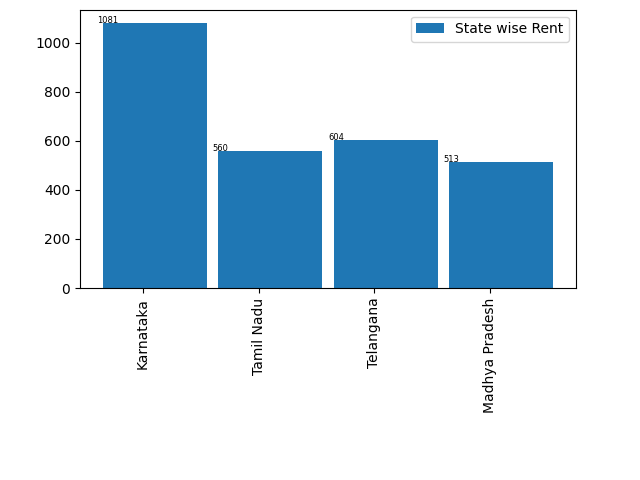 State wise Rent
1081
560
604
513
1000
800
600
400
200
0
Karnataka
Tamil Nadu
Telangana
Madhya Pradesh